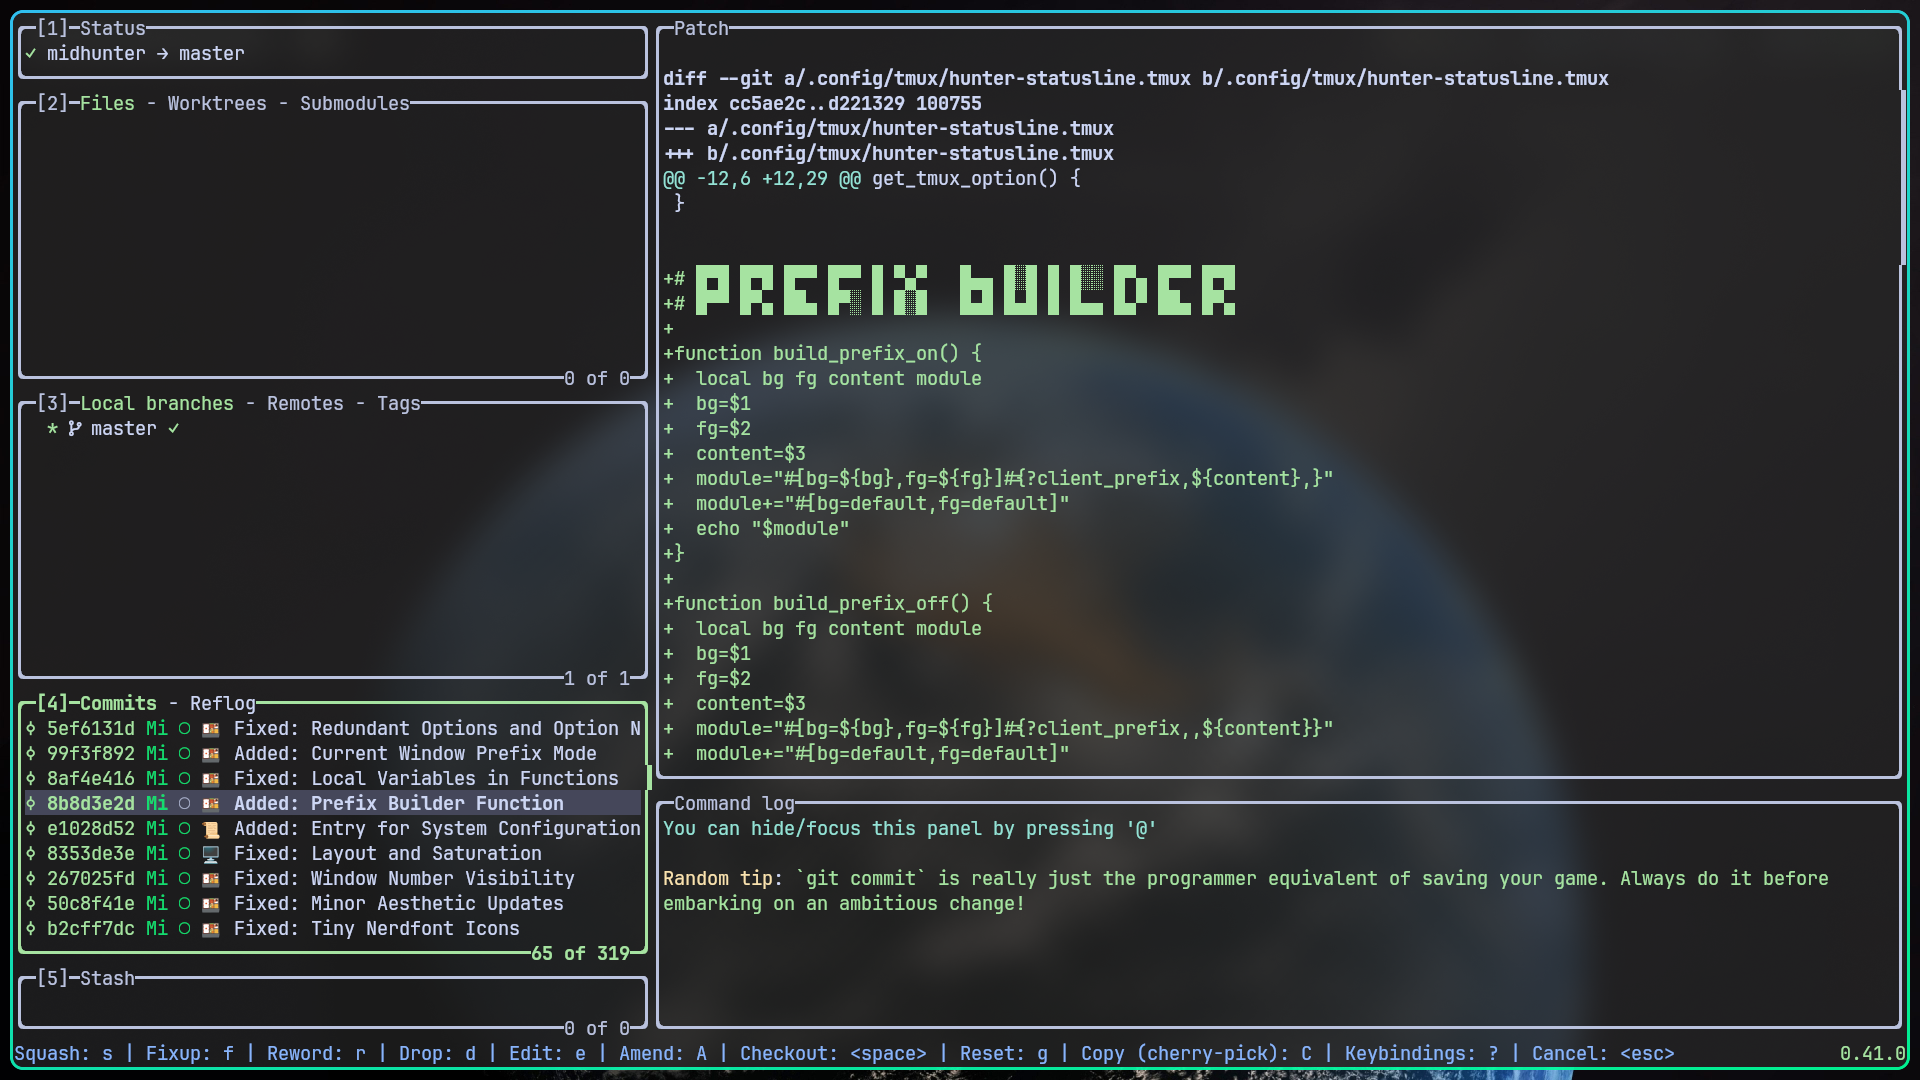 [1]─Status
✓ midhunter → master
[2]─Files - Worktrees - Submodules
0 of 0
[3]─Local branches - Remotes - Tags
* master ✓
1 of 1
[4]─Commits - Reflog
5ef6131d Mi ○ 🎴 Fixed: Redundant Options and Option N
99f3f892 Mi ○ 🎴 Added: Current Window Prefix Mode
8af4e416 Mi ○ 🎴 Fixed: Local Variables in Functions
8b8d3e2d Mi ○ 🎴 Added: Prefix Builder Function
e1028d52 Mi ○ 📜 Added: Entry for System Configuration
8353de3e Mi ○ 🖥️ Fixed: Layout and Saturation
267025fd Mi ○ 🎴 Fixed: Window Number Visibility
50c8f41e Mi ○ 🎴 Fixed: Minor Aesthetic Updates
b2cff7dc Mi ○ 🎴 Fixed: Tiny Nerdfont Icons
65 of 319
[5]─Stash
0 of 0
Patch
diff --git a/.config/tmux/hunter-statusline.tmux b/.config/tmux/hunter-statusline.tmux
index cc5ae2c..d221329 100755
--- a/.config/tmux/hunter-statusline.tmux
+++ b/.config/tmux/hunter-statusline.tmux
@@ -12,6 +12,29 @@ get_tmux_option() {
 }
+# PREFIX bUILDER
+#
+
+function build_prefix_on() {
+  local bg fg content module
+  bg=$1
+  fg=$2
+  content=$3
+  module="#[bg=${bg},fg=${fg}]#{?client_prefix,${content},}"
+  module+="#[bg=default,fg=default]"
+  echo "$module"
+}
+
+function build_prefix_off() {
+  local bg fg content module
+  bg=$1
+  fg=$2
+  content=$3
+  module="#[bg=${bg},fg=${fg}]#{?client_prefix,,${content}}"
+  module+="#[bg=default,fg=default]"
Command log
You can hide/focus this panel by pressing '@'
Random tip: `git commit` is really just the programmer equivalent of saving your game. Always do it before
embarking on an ambitious change!
Squash: s | Fixup: f | Reword: r | Drop: d | Edit: e | Amend: A | Checkout: <space> | Reset: g | Copy (cherry-pick): C | Keybindings: ? | Cancel: <esc> 0.41.0